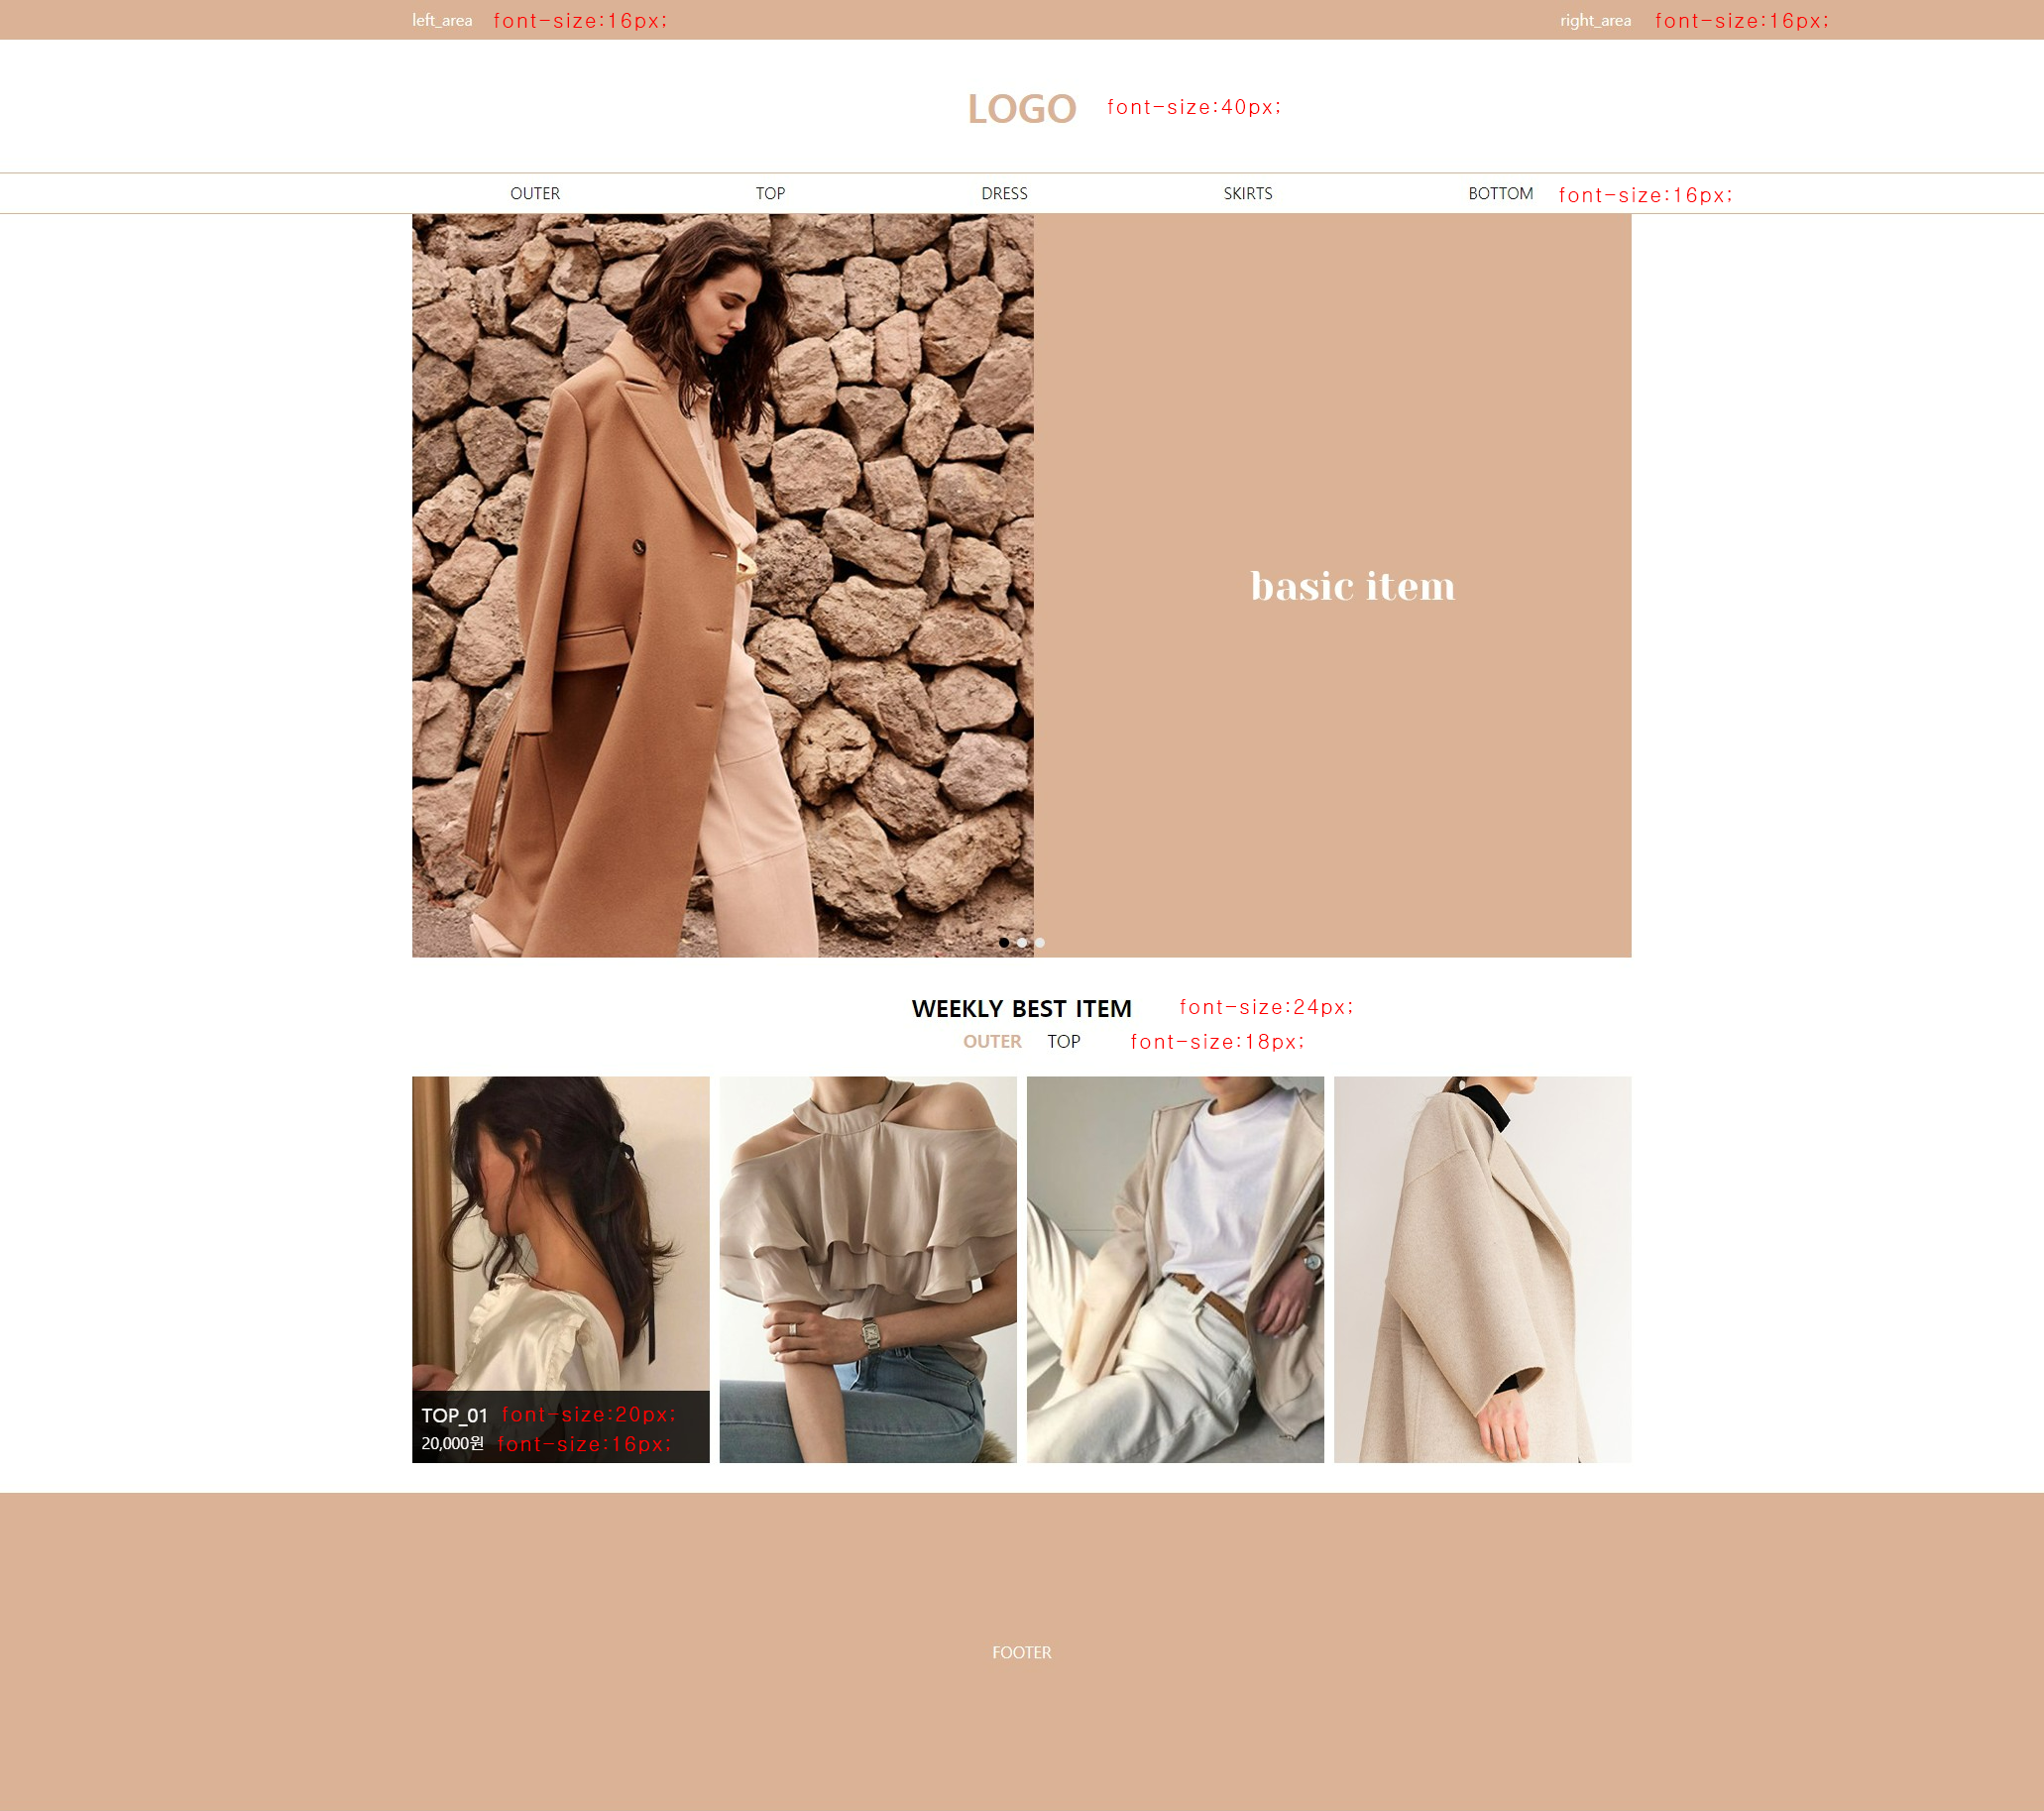 left_area font-size:16px; right_area font-size:16px;
LOGO font-size:40px;
OUTER TOP DRESS SKIRTS BOTTOM font-size:16px;
basic item
WEEKLY BEST ITEM font-size:24px;
OUTER TOP font-size:18px;
TOP_01 font-size:20px;
20,000원 font-size:16px;
FOOTER